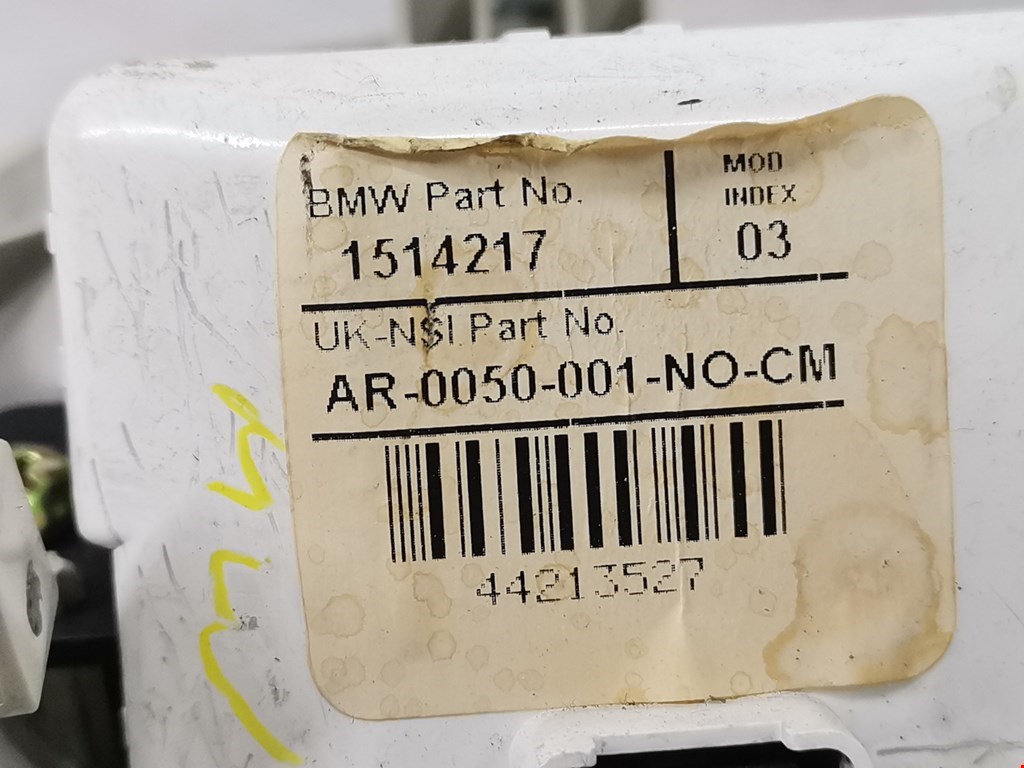 BMW Part No.
1514217
MOD
INDEX
03
UK-NSI Part No.
AR-0050-001-NO-CM
44213527